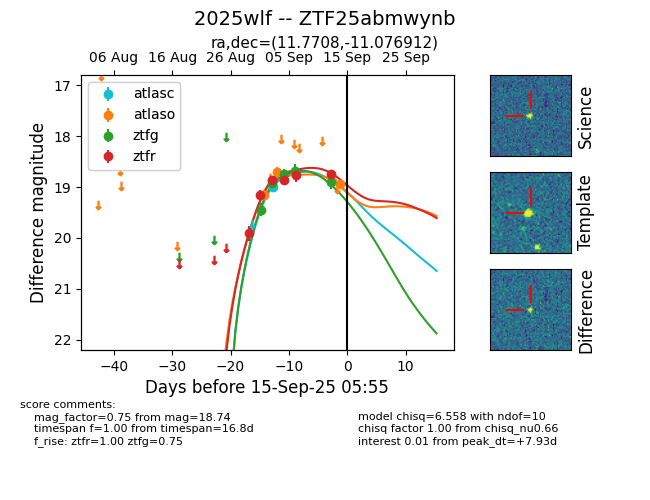 2025wlf -- ZTF25abmwynb
ra,dec=(11.7708,-11.076912)
06 Aug 16 Aug 26 Aug 05 Sep 15 Sep 25 Sep
17
18
19
20
21
22
Difference magnitude
atlasc
atlaso
ztfg
ztfr
−40 −30 −20 −10 0 10
Days before 15-Sep-25 05:55
Science
Template
Difference
score comments:
mag_factor=0.75 from mag=18.74
timespan f=1.00 from timespan=16.8d
f_rise: ztfr=1.00 ztfg=0.75
model chisq=6.558 with ndof=10
chisq factor 1.00 from chisq_nu0.66
interest 0.01 from peak_dt=+7.93d